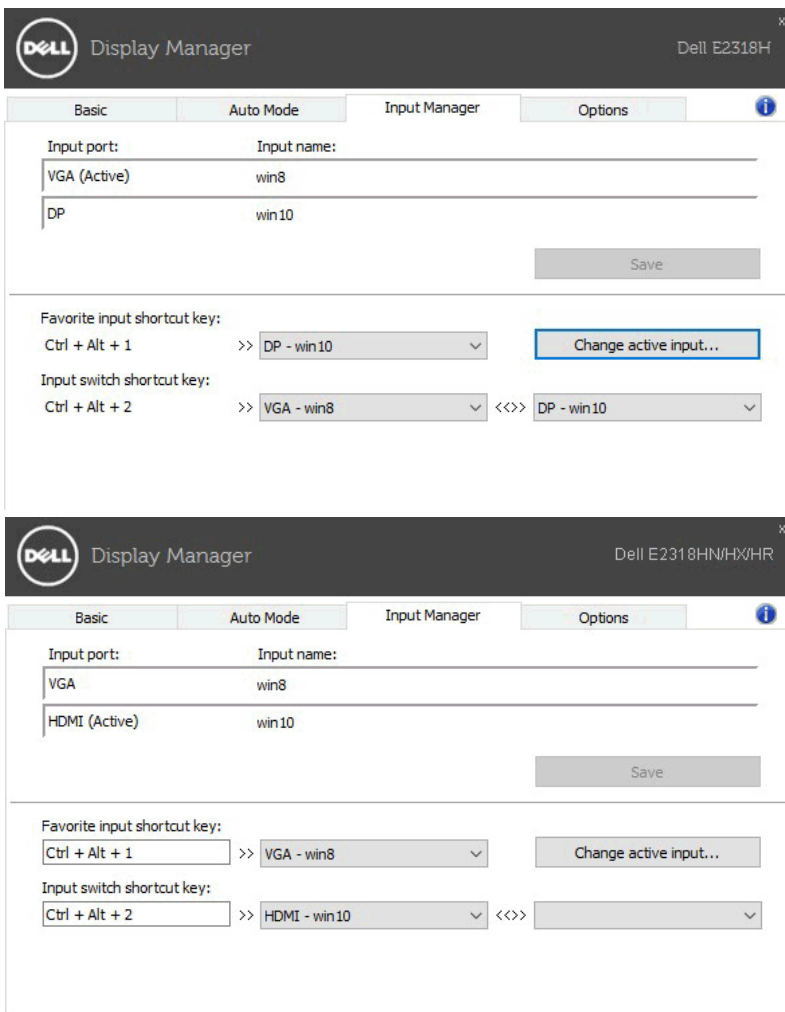 DELL Display Manager Dell E2318H
x
Basic Auto Mode Input Manager Options i
Input port: Input name:
VGA (Active) win8
DP win10
Save
Favorite input shortcut key:
Ctrl + Alt + 1 >> DP - win10 Change active input...
Input switch shortcut key:
Ctrl + Alt + 2 >> VGA - win8 <<>> DP - win10
x
DELL Display Manager Dell E2318HN/HX/HR
Basic Auto Mode Input Manager Options i
Input port: Input name:
VGA win8
HDMI (Active) win10
Save
Favorite input shortcut key:
Ctrl + Alt + 1 >> VGA - win8 Change active input...
Input switch shortcut key:
Ctrl + Alt + 2 >> HDMI - win10 <<>>